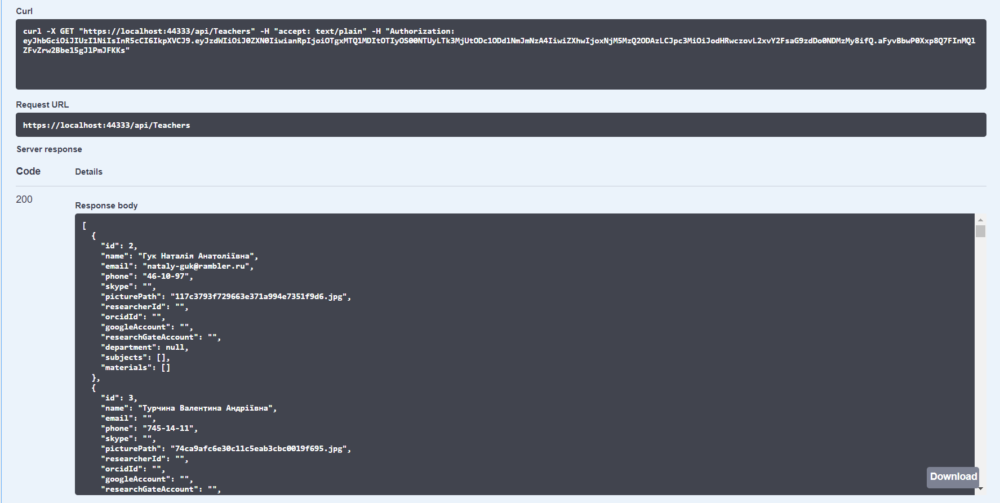 Curl
curl -X GET "https://localhost:44333/api/Teachers" -H "accept: text/plain" -H "Authorization:
eyJhbGciOiJIUzI1NiIsInR5cCI6IkpXVCJ9.eyJzdWIiOiJ0ZXN0IiwianRpIjoiOTgxMTQ1MDItOTIyOS00NTUyLTk3MjUtODc1ODdlNmJmNzA4IiwiZXhwIjoxNjM5MzQ2ODAzLCJpc3MiOiJodHRwczovL2xvY2FsaG9zdDo0NDMzMy8ifQ.aFyvBbwP0Xxp8Q7FInMQl
ZFvZrw2Bbel5gJlPmJFKKs"
Request URL
https://localhost:44333/api/Teachers
Server response
Code
Details
200
Response body
[
  {
    "id": 2,
    "name": "Гук Наталія Анатоліївна",
    "email": "nataly-guk@rambler.ru",
    "phone": "46-10-97",
    "skype": "",
    "picturePath": "117c3793f729663e371a994e7351f9d6.jpg",
    "researcherId": "",
    "orcidId": "",
    "googleAccount": "",
    "researchGateAccount": "",
    "department": null,
    "subjects": [],
    "materials": []
  },
  {
    "id": 3,
    "name": "Турчина Валентина Андріївна",
    "email": "",
    "phone": "745-14-11",
    "skype": "",
    "picturePath": "74ca9afc6e30c11c5eab3cbc0019f695.jpg",
    "researcherId": "",
    "orcidId": "",
    "googleAccount": "",
    "researchGateAccount": "",
Download